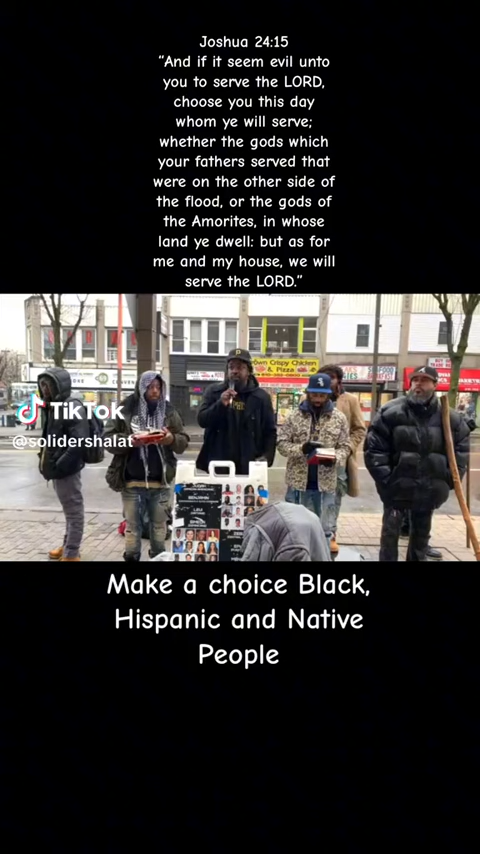 Joshua 24:15
“And if it seem evil unto
you to serve the LORD,
choose you this day
whom ye will serve;
whether the gods which
your fathers served that
were on the other side of
the flood, or the gods of
the Amorites, in whose
land ye dwell: but as for
me and my house, we will
serve the LORD.”
Crispy Chicken
& Pizza
TikTok
@solidershalat
JUDAH
BENJAMIN
LEVI
Make a choice Black,
Hispanic and Native
People